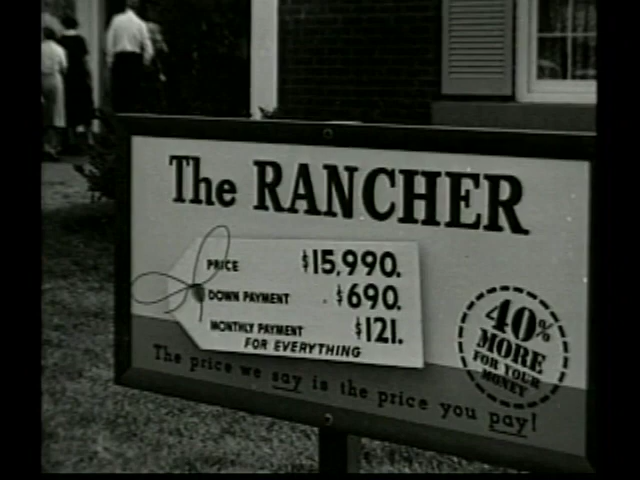 The RANCHER
PRICE $15,990.
DOWN PAYMENT $690.
MONTHLY PAYMENT $121.
FOR EVERYTHING
40%
MORE
FOR YOUR
MONEY
The price we say is the price you pay!